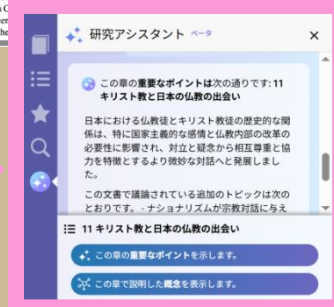 研究アシスタント ベータ
この章の重要なポイントは次の通りです: 11
キリスト教と日本の仏教の出会い
日本における仏教徒とキリスト教徒の歴史的な関
係は、特に国家主義的な感情と仏教内部の改革の
必要性に影響され、対立と疑念から相互尊重と協
力を特徴とするより微妙な対話へと発展しまし
た。
この文書で議論されている追加のトピックは次の
とおりです。 - ナショナリズムが宗教対話に与え
11 キリスト教と日本の仏教の出会い
この章の重要なポイントを示します。
この章で説明した概念を表示します。